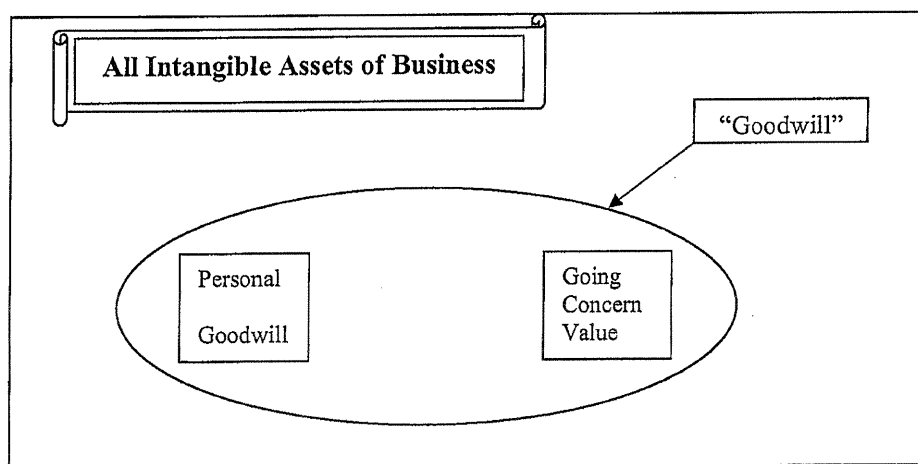 All Intangible Assets of Business
“Goodwill”
Personal
Goodwill
Going
Concern
Value